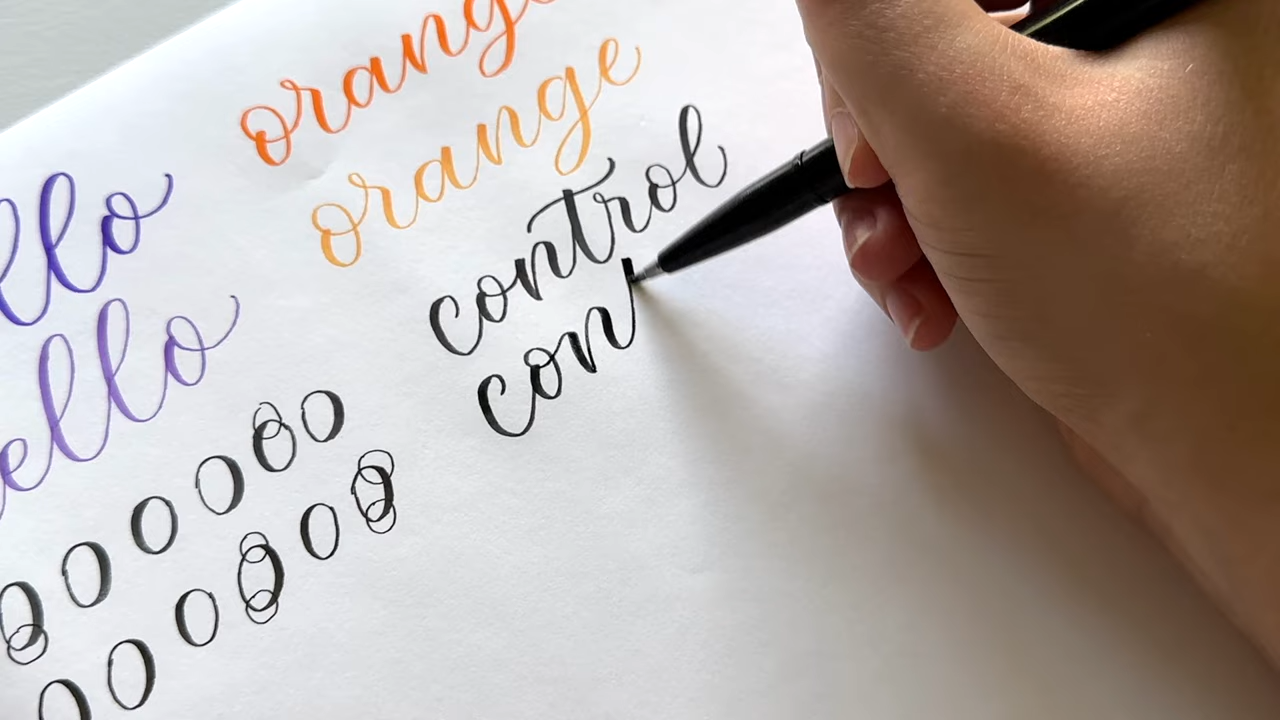 orange
orange
llo
control
ello
con